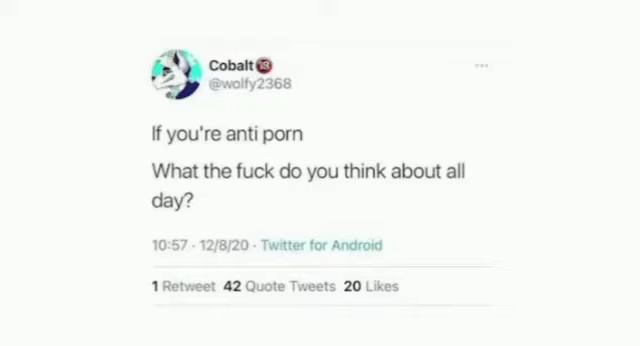 Cobalt 🔞
@wolfy2368
If you're anti porn
What the fuck do you think about all
day?
10:57 · 12/8/20 · Twitter for Android
1 Retweet 42 Quote Tweets 20 Likes